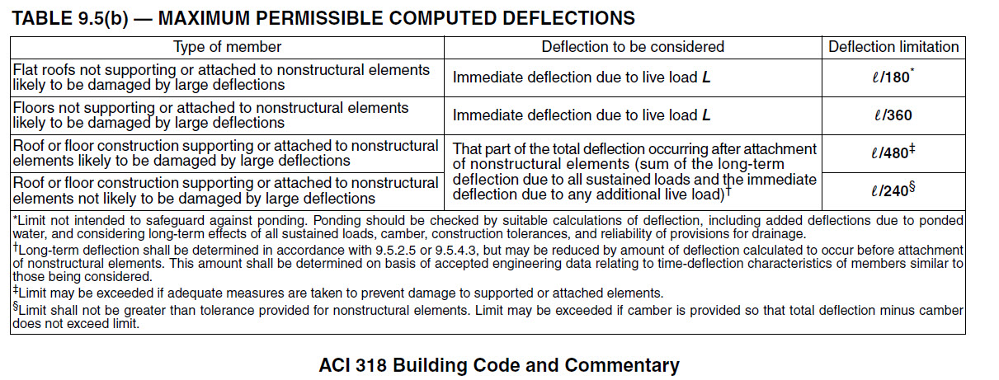 TABLE 9.5(b) — MAXIMUM PERMISSIBLE COMPUTED DEFLECTIONS
Type of member
Deflection to be considered
Deflection limitation
Flat roofs not supporting or attached to nonstructural elements
likely to be damaged by large deflections
Immediate deflection due to live load L
ℓ/180*
Floors not supporting or attached to nonstructural elements
likely to be damaged by large deflections
Immediate deflection due to live load L
ℓ/360
Roof or floor construction supporting or attached to nonstructural
elements likely to be damaged by large deflections
That part of the total deflection occurring after attachment
of nonstructural elements (sum of the long-term
deflection due to all sustained loads and the immediate
deflection due to any additional live load)†
ℓ/480‡
Roof or floor construction supporting or attached to nonstructural
elements not likely to be damaged by large deflections
ℓ/240§
*Limit not intended to safeguard against ponding. Ponding should be checked by suitable calculations of deflection, including added deflections due to ponded
water, and considering long-term effects of all sustained loads, camber, construction tolerances, and reliability of provisions for drainage.
†Long-term deflection shall be determined in accordance with 9.5.2.5 or 9.5.4.3, but may be reduced by amount of deflection calculated to occur before attachment
of nonstructural elements. This amount shall be determined on basis of accepted engineering data relating to time-deflection characteristics of members similar to
those being considered.
‡Limit may be exceeded if adequate measures are taken to prevent damage to supported or attached elements.
§Limit shall not be greater than tolerance provided for nonstructural elements. Limit may be exceeded if camber is provided so that total deflection minus camber
does not exceed limit.
ACI 318 Building Code and Commentary